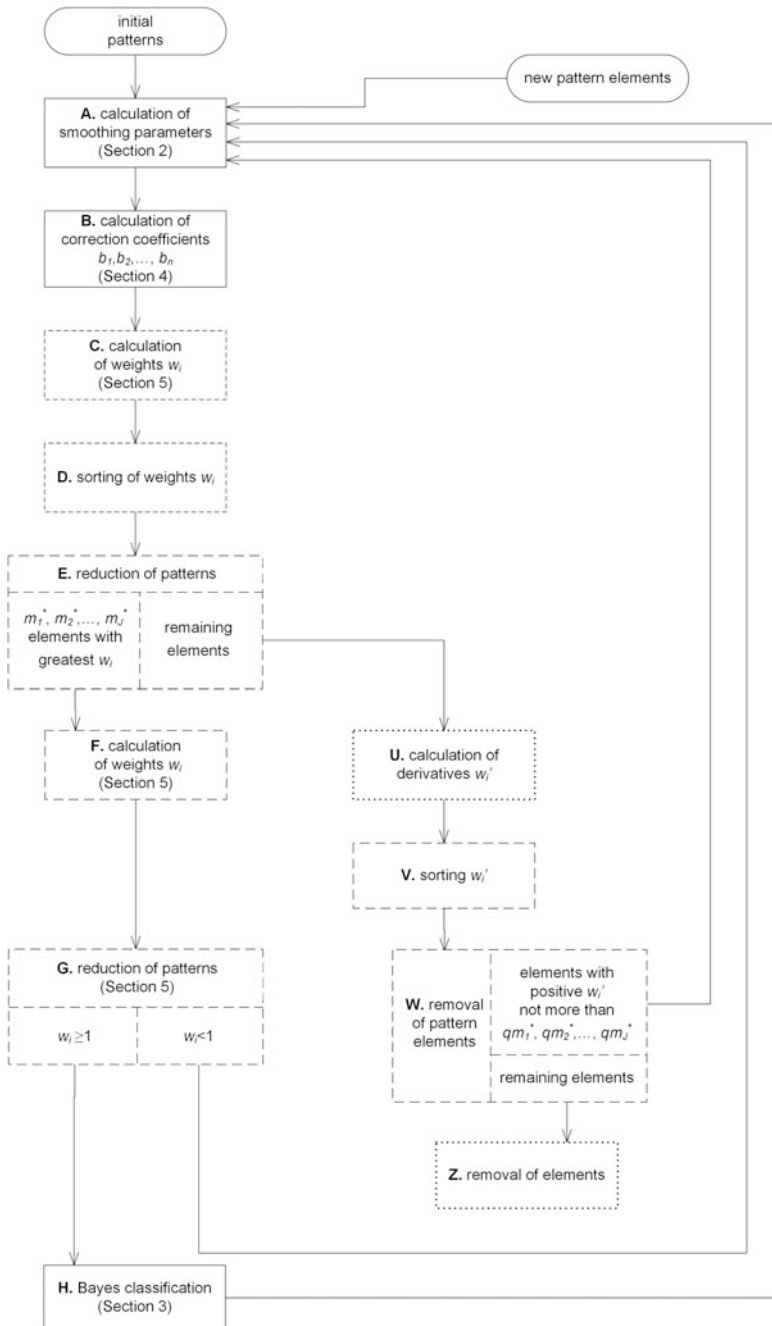 initial
patterns
new pattern elements
A. calculation of
smoothing parameters
(Section 2)
B. calculation of
correction coefficients
b₁,b₂,..., bₙ
(Section 4)
C. calculation
of weights wᵢ
(Section 5)
D. sorting of weights wᵢ
E. reduction of patterns
m₁*, m₂*,..., m_J*
elements with
greatest wᵢ
remaining
elements
F. calculation
of weights wᵢ
(Section 5)
U. calculation of
derivatives wᵢ'
V. sorting wᵢ'
G. reduction of patterns
(Section 5)
wᵢ ≥1
wᵢ<1
W. removal
of pattern
elements
elements with
positive wᵢ'
not more than
qm₁*, qm₂*,..., qm_J*
remaining elements
Z. removal of elements
H. Bayes classification
(Section 3)